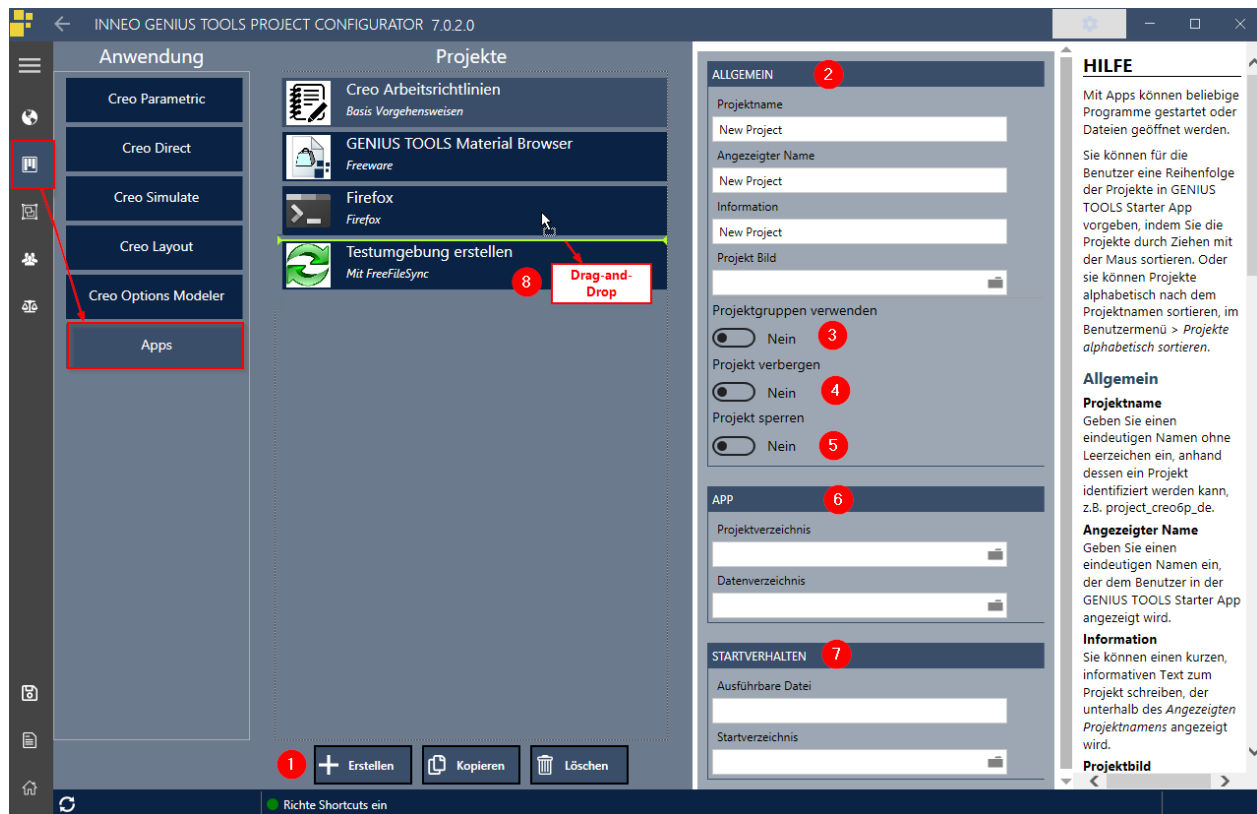 INNEO GENIUS TOOLS PROJECT CONFIGURATOR 7.0.2.0
Anwendung
Creo Parametric
Creo Direct
Creo Simulate
Creo Layout
Creo Options Modeler
Apps
Projekte
Creo Arbeitsrichtlinien
Basis Vorgehensweisen
GENIUS TOOLS Material Browser
Freeware
Firefox
Firefox
Testumgebung erstellen
Mit FreeFileSync
8
Drag-and-
Drop
1
Erstellen
Kopieren
Löschen
ALLGEMEIN
2
Projektname
New Project
Angezeigter Name
New Project
Information
New Project
Projekt Bild
Projektgruppen verwenden
Nein
3
Projekt verbergen
Nein
4
Projekt sperren
Nein
5
APP
6
Projektverzeichnis
Datenverzeichnis
STARTVERHALTEN
7
Ausführbare Datei
Startverzeichnis
HILFE
Mit Apps können beliebige
Programme gestartet oder
Dateien geöffnet werden.
Sie können für die
Benutzer eine Reihenfolge
der Projekte in GENIUS
TOOLS Starter App
vorgeben, indem Sie die
Projekte durch Ziehen mit
der Maus sortieren. Oder
sie können Projekte
alphabetisch nach dem
Projektnamen sortieren, im
Benutzermenü > Projekte
alphabetisch sortieren.
Allgemein
Projektname
Geben Sie einen
eindeutigen Namen ohne
Leerzeichen ein, anhand
dessen ein Projekt
identifiziert werden kann,
z.B. project_creo6p_de.
Angezeigter Name
Geben Sie einen
eindeutigen Namen ein,
der dem Benutzer in der
GENIUS TOOLS Starter App
angezeigt wird.
Information
Sie können einen kurzen,
informativen Text zum
Projekt schreiben, der
unterhalb des Angezeigten
Projektnamens angezeigt
wird.
Projektbild
Richte Shortcuts ein